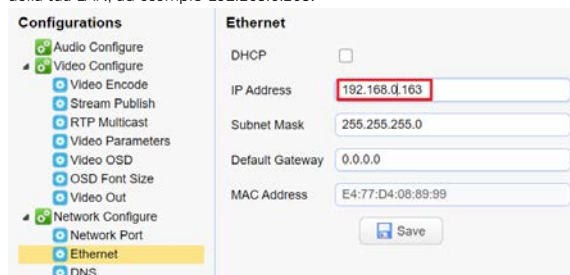 Configurations
Audio Configure
Video Configure
Video Encode
Stream Publish
RTP Multicast
Video Parameters
Video OSD
OSD Font Size
Video Out
Network Configure
Network Port
Ethernet
DNS
Ethernet
DHCP
IP Address 192.168.0.163
Subnet Mask 255.255.255.0
Default Gateway 0.0.0.0
MAC Address E4:77:D4:08:89:99
Save